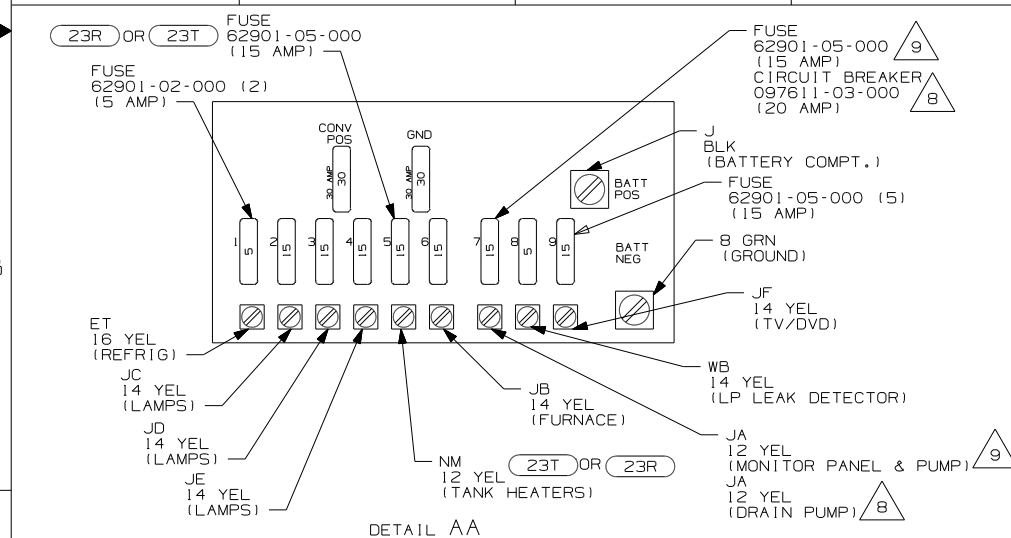 23R OR 23T
FUSE
62901-05-000
(15 AMP)
FUSE
62901-02-000 (2)
(5 AMP)
FUSE
62901-05-000 9
(15 AMP)
CIRCUIT BREAKER
097611-03-000 8
(20 AMP)
J
BLK
(BATTERY COMPT.)
FUSE
62901-05-000 (5)
(15 AMP)
8 GRN
(GROUND)
JF
14 YEL
(TV/DVD)
CONV
POS
GND
30 AMP 30
30 AMP 30
BATT
POS
BATT
NEG
1 5
2 15
3 15
4 15
5 15
6 15
7 15
8 5
9 15
ET
16 YEL
(REFRIG)
JC
14 YEL
(LAMPS)
JD
14 YEL
(LAMPS)
JE
14 YEL
(LAMPS)
NM
12 YEL 23T OR 23R
(TANK HEATERS)
JB
14 YEL
(FURNACE)
WB
14 YEL
(LP LEAK DETECTOR)
JA
12 YEL
(MONITOR PANEL & PUMP) 9
JA
12 YEL
(DRAIN PUMP) 8
DETAIL AA